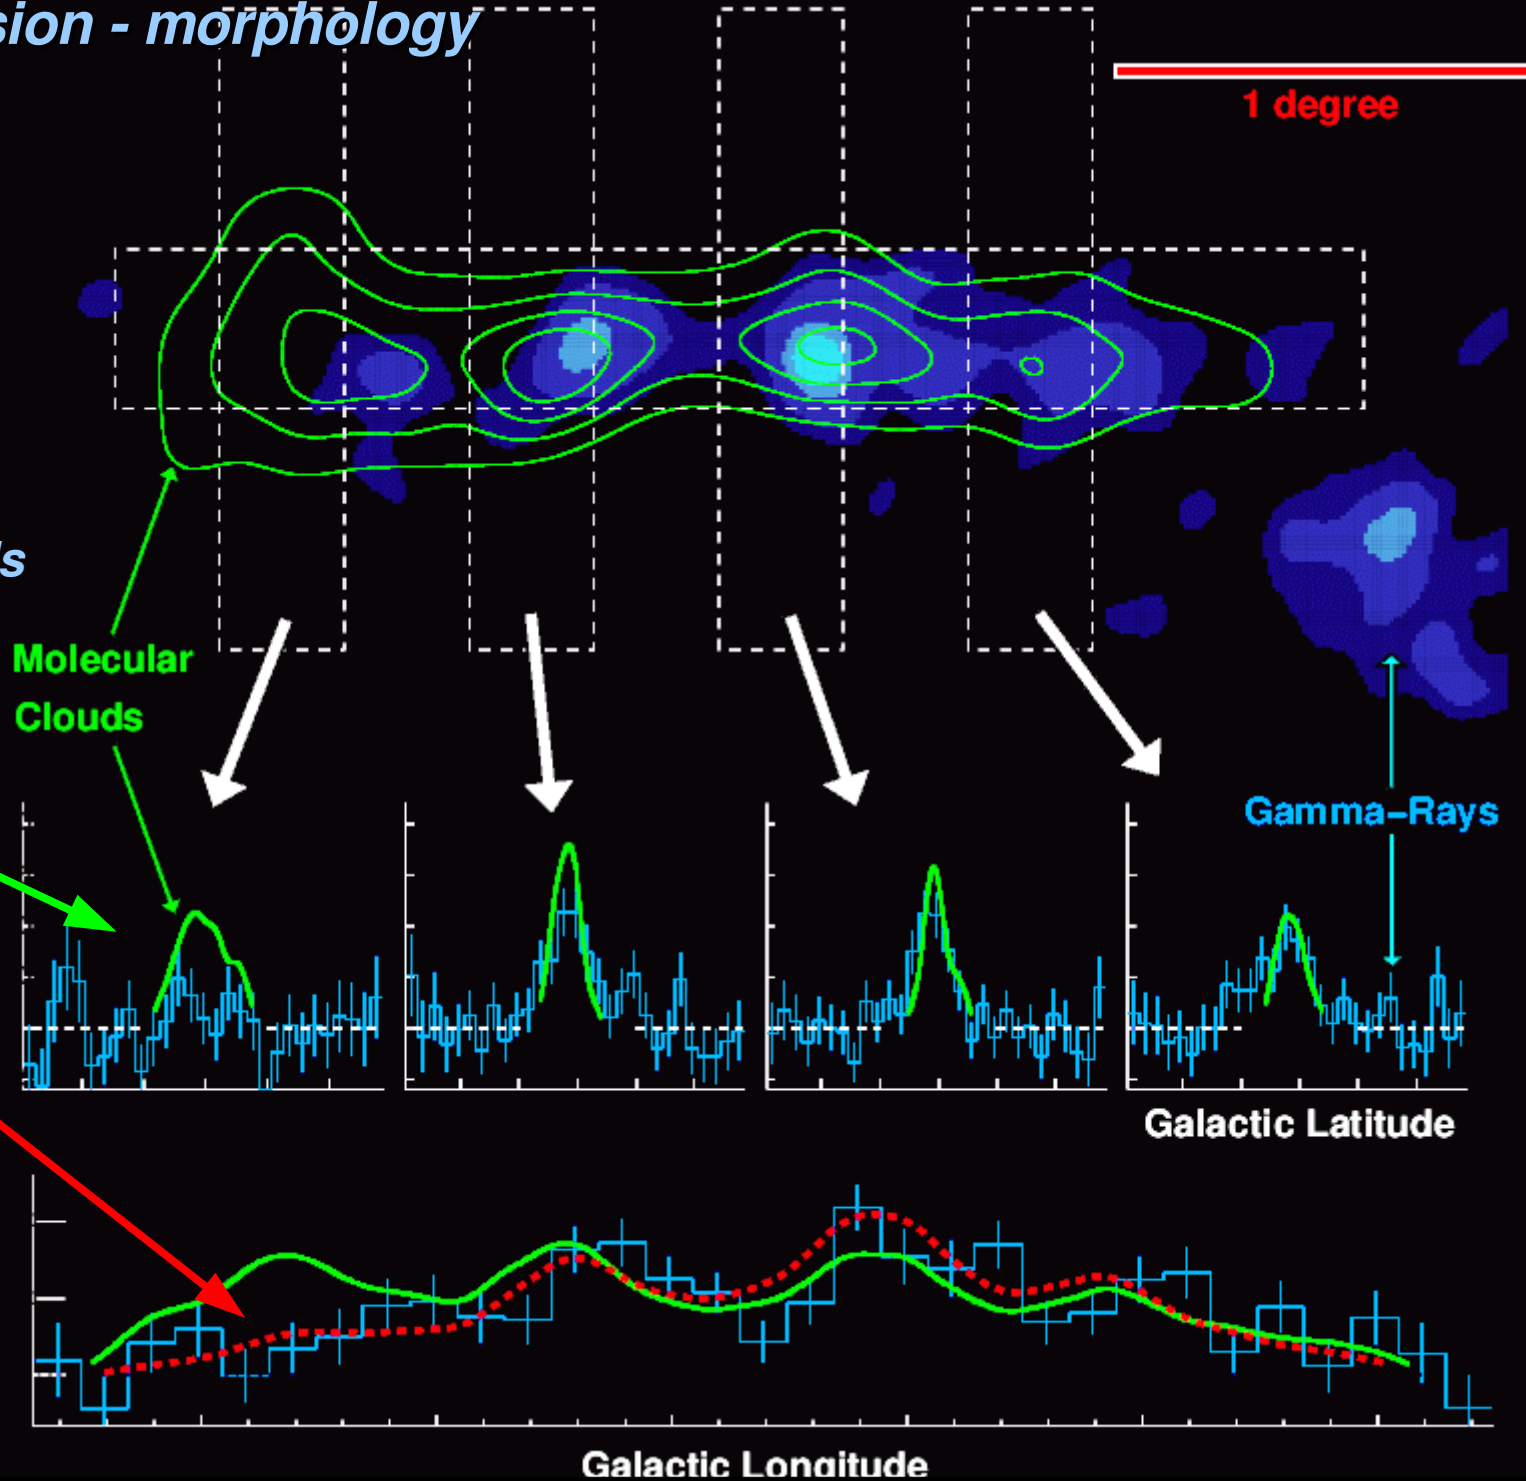 sion - morphology
1 degree
s
Molecular
Clouds
Gamma-Rays
Galactic Latitude
Galactic Longitude